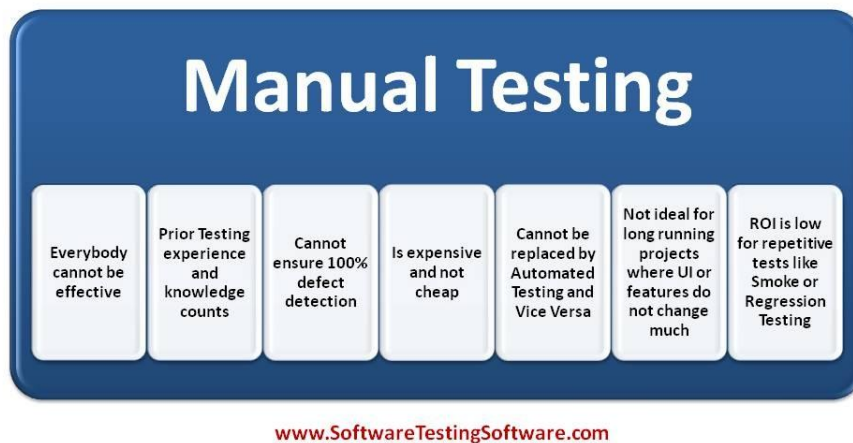 Manual Testing
Everybody
cannot be
effective
Prior Testing
experience
and
knowledge
counts
Cannot
ensure 100%
defect
detection
Is expensive
and not
cheap
Cannot be
replaced by
Automated
Testing and
Vice Versa
Not ideal for
long running
projects
where UI or
features do
not change
much
ROI is low
for repetitive
tests like
Smoke or
Regression
Testing
www.SoftwareTestingSoftware.com